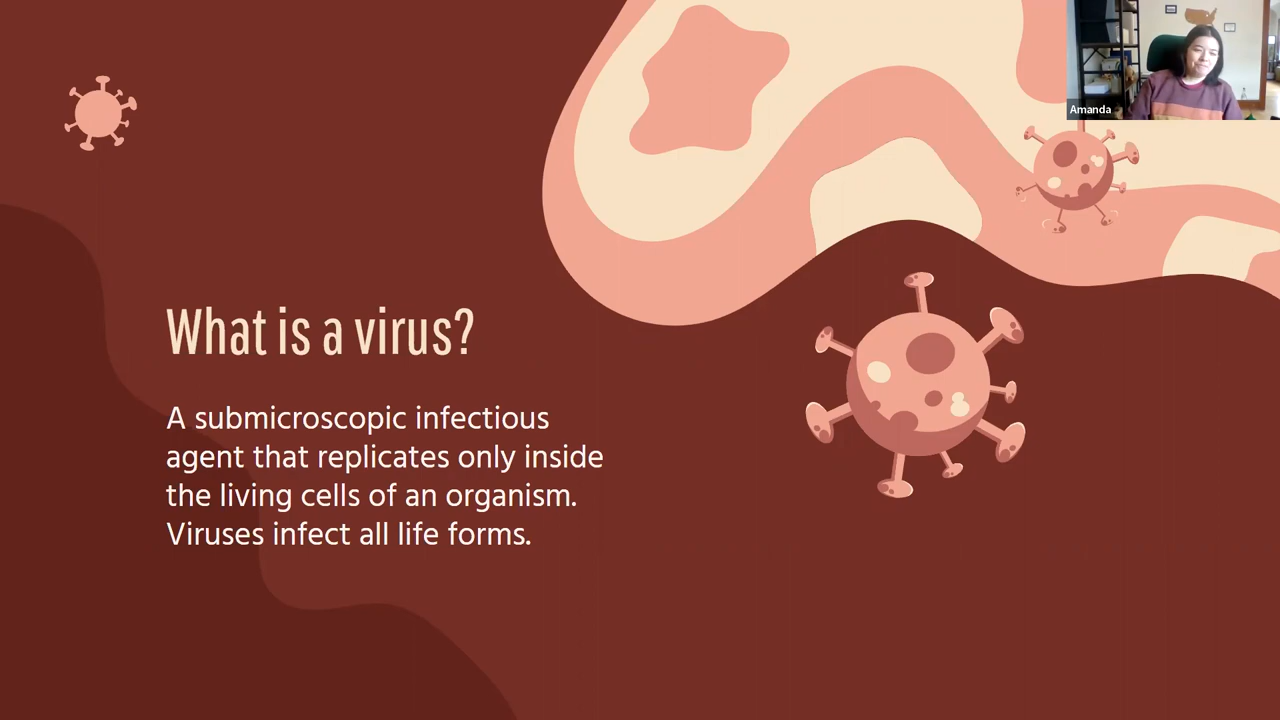 Amanda
What is a virus?
A submicroscopic infectious
agent that replicates only inside
the living cells of an organism.
Viruses infect all life forms.